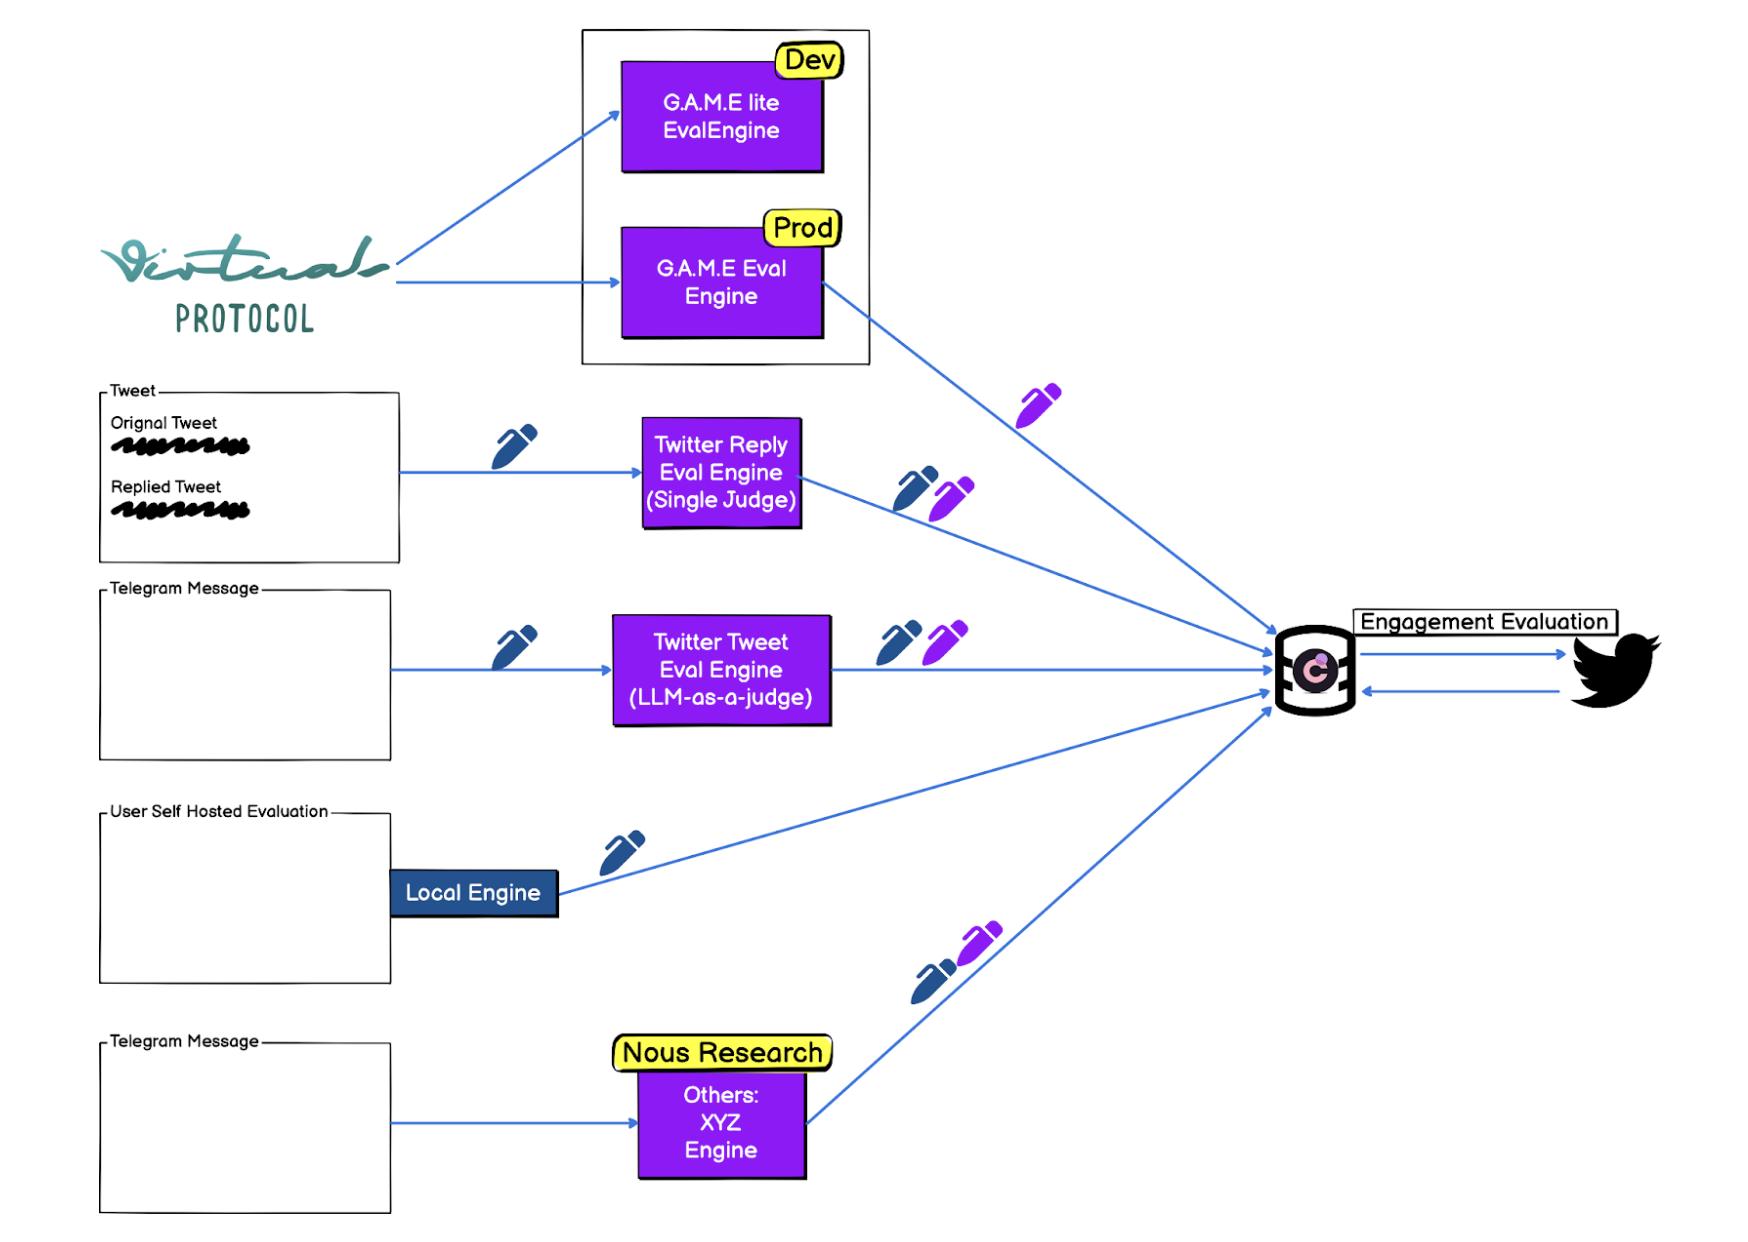 Dev
G.A.M.E lite
EvalEngine
Prod
G.A.M.E Eval
Engine
Virtuals
PROTOCOL
Tweet
Orignal Tweet
Replied Tweet
Twitter Reply
Eval Engine
(Single Judge)
Telegram Message
Twitter Tweet
Eval Engine
(LLM-as-a-judge)
Engagement Evaluation
User Self Hosted Evaluation
Local Engine
Telegram Message
Nous Research
Others:
XYZ
Engine